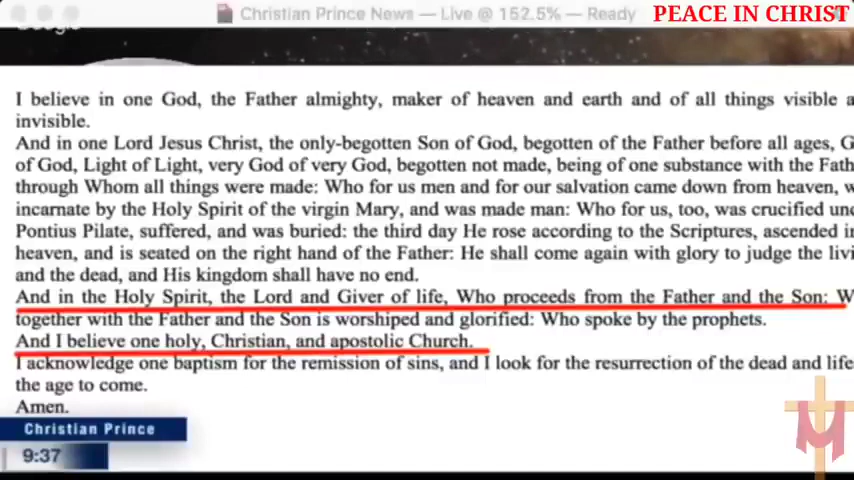 Christian Prince News — Live @ 152.5% — Ready
PEACE IN CHRIST
I believe in one God, the Father almighty, maker of heaven and earth and of all things visible a
invisible.
And in one Lord Jesus Christ, the only-begotten Son of God, begotten of the Father before all ages, G
of God, Light of Light, very God of very God, begotten not made, being of one substance with the Fath
through Whom all things were made: Who for us men and for our salvation came down from heaven, w
incarnate by the Holy Spirit of the virgin Mary, and was made man: Who for us, too, was crucified und
Pontius Pilate, suffered, and was buried: the third day He rose according to the Scriptures, ascended in
heaven, and is seated on the right hand of the Father: He shall come again with glory to judge the livi
and the dead, and His kingdom shall have no end.
And in the Holy Spirit, the Lord and Giver of life, Who proceeds from the Father and the Son: W
together with the Father and the Son is worshiped and glorified: Who spoke by the prophets.
And I believe one holy, Christian, and apostolic Church.
I acknowledge one baptism for the remission of sins, and I look for the resurrection of the dead and life
the age to come.
Amen.
Christian Prince
9:37